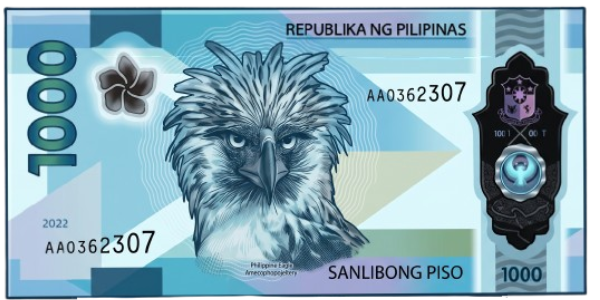 REPUBLIKA NG PILIPINAS
1000
AA0362307
2022
AA0362307
Philippine Eagle
SANLIBONG PISO
1000